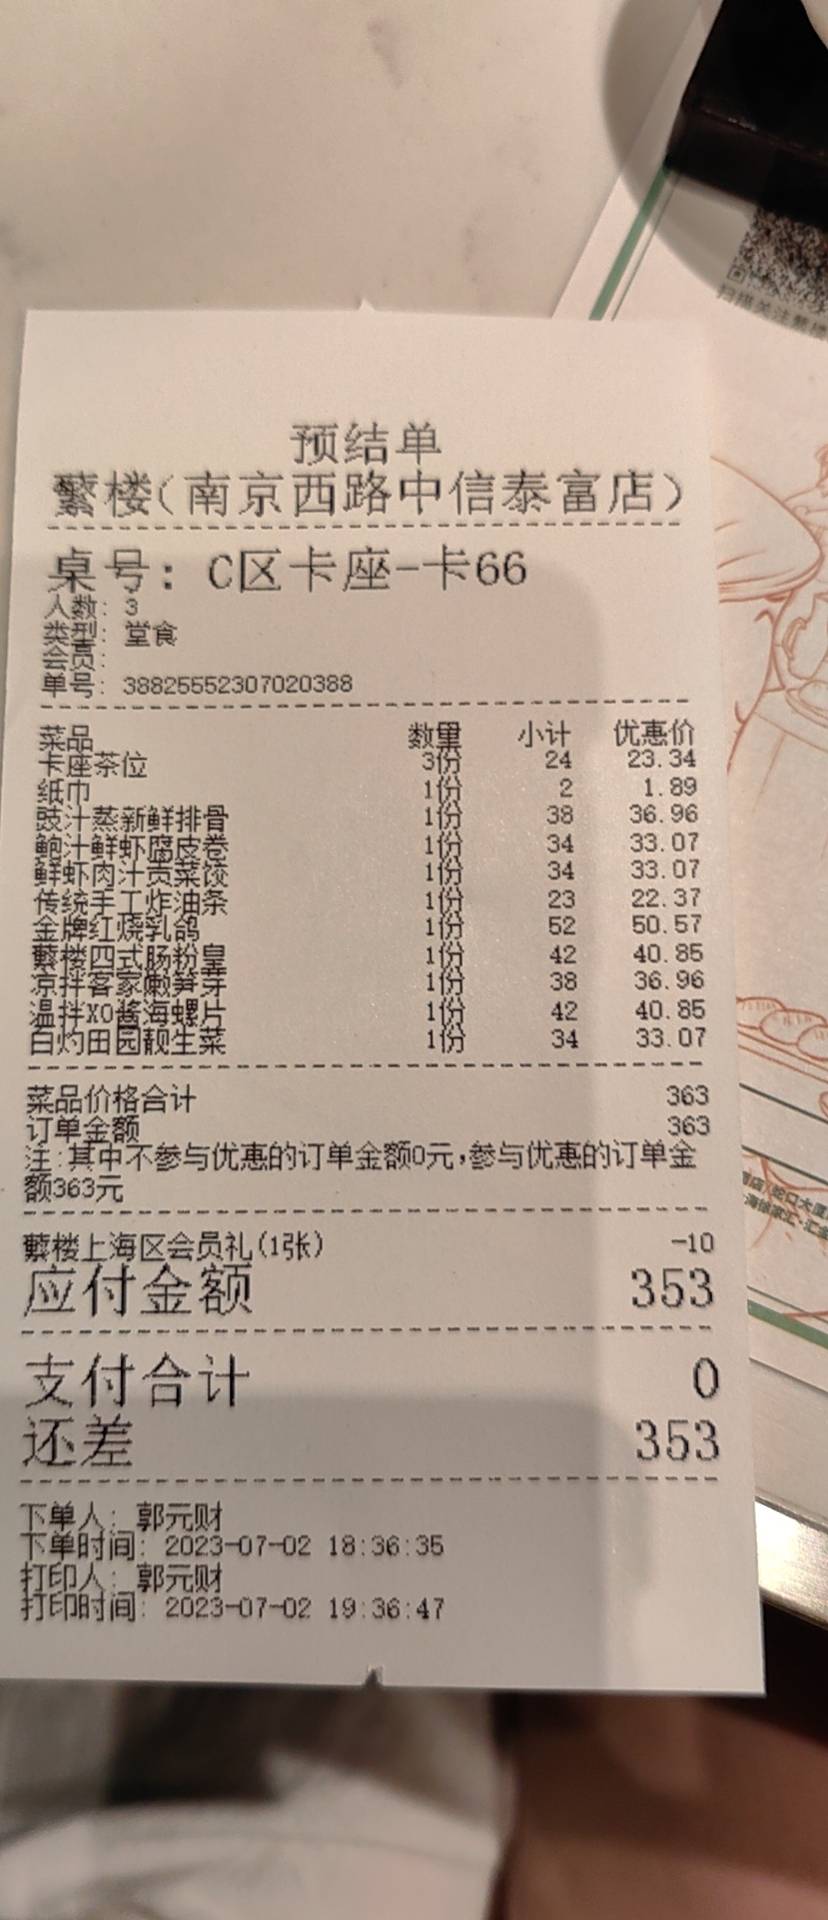 扫描关注蘩楼
预结单
蘩楼(南京西路中信泰富店)
桌号: C区卡座-卡66
人数: 3
类型: 堂食
会员:
单号: 38825552307020388
菜品 数量 小计 优惠价
卡座茶位 3份 24 23.34
纸巾 1份 2 1.89
豉汁蒸新鲜排骨 1份 38 36.96
鲍汁鲜虾腐皮卷 1份 34 33.07
鲜虾肉汁贡菜饺 1份 34 33.07
传统手工炸油条 1份 23 22.37
金牌红烧乳鸽 1份 52 50.57
蘩楼四式肠粉皇 1份 42 40.85
凉拌客家嫩笋芽 1份 38 36.96
温拌XO酱海螺片 1份 42 40.85
白灼田园靓生菜 1份 34 33.07
菜品价格合计 363
订单金额 363
注:其中不参与优惠的订单金额0元,参与优惠的订单金
额363元
蘩楼上海区会员礼(1张) -10
应付金额 353
支付合计 0
还差 353
下单人: 郭元财
下单时间: 2023-07-02 18:36:35
打印人: 郭元财
打印时间: 2023-07-02 19:36:47